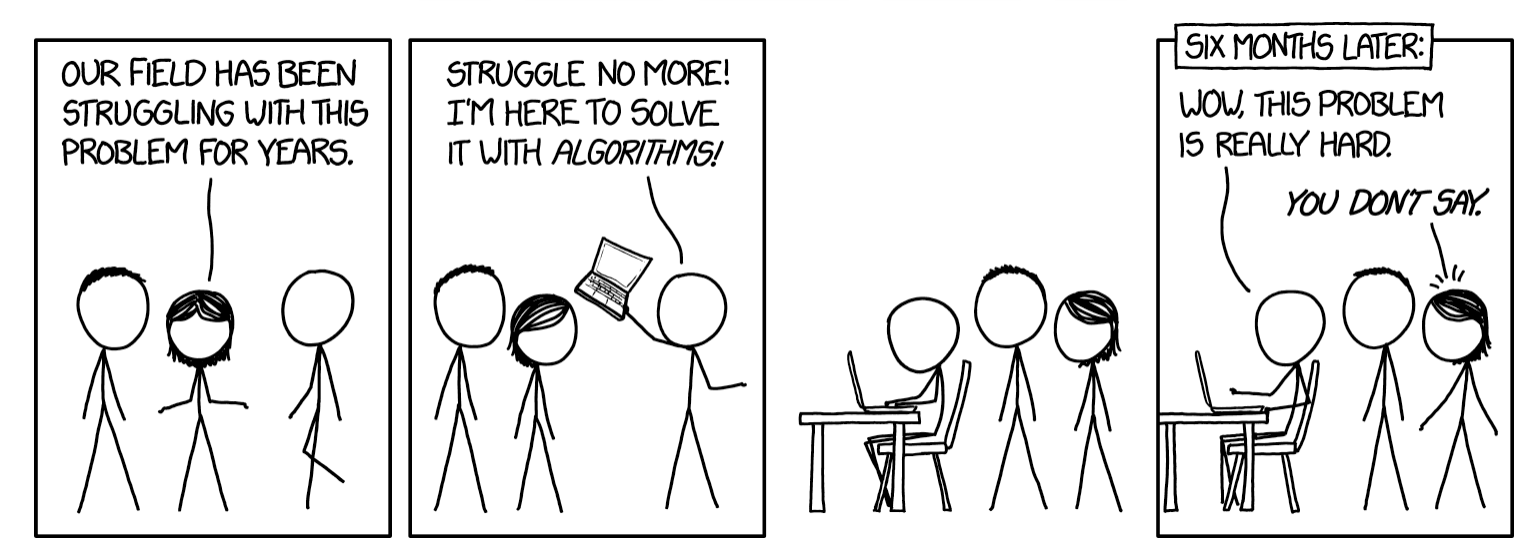 OUR FIELD HAS BEEN
STRUGGLING WITH THIS
PROBLEM FOR YEARS.
STRUGGLE NO MORE!
I'M HERE TO SOLVE
IT WITH ALGORITHMS!
SIX MONTHS LATER:
WOW, THIS PROBLEM
IS REALLY HARD.
YOU DON'T SAY.